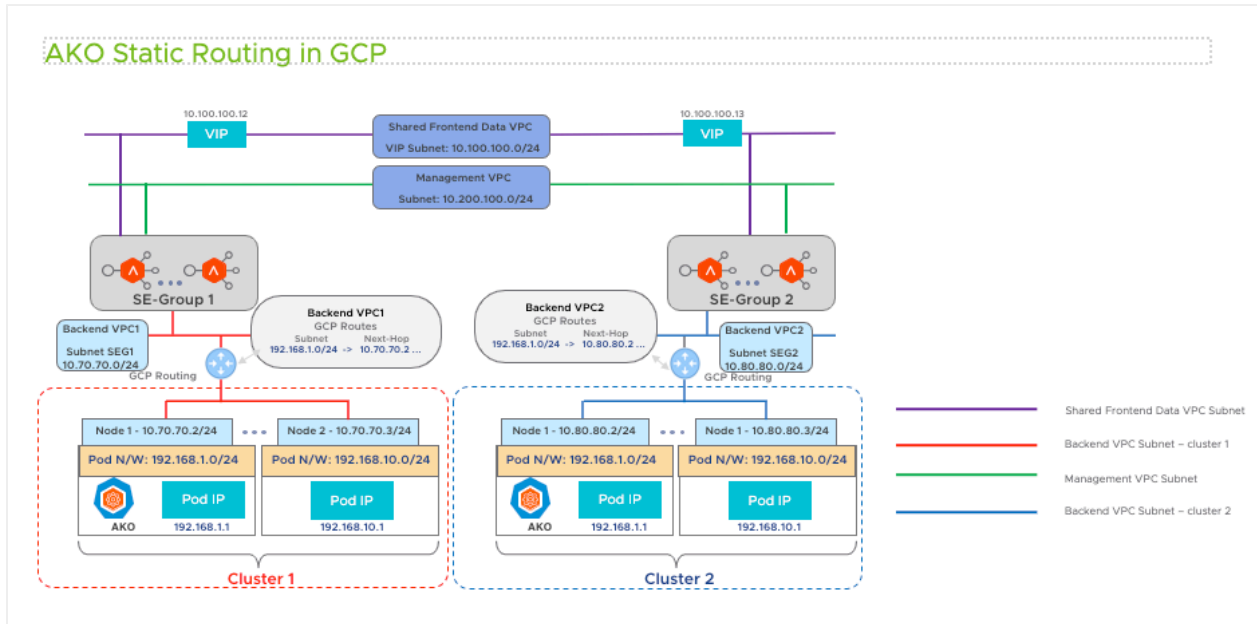 AKO Static Routing in GCP
10.100.100.12
VIP
Shared Frontend Data VPC
VIP Subnet: 10.100.100.0/24
10.100.100.13
VIP
Management VPC
Subnet: 10.200.100.0/24
SE-Group 1
SE-Group 2
Backend VPC1
Subnet SEG1
10.70.70.0/24
GCP Routing
Backend VPC1
GCP Routes
Subnet Next-Hop
192.168.1.0/24 -> 10.70.70.2 ...
Backend VPC2
GCP Routes
Subnet Next-Hop
192.168.1.0/24 -> 10.80.80.2 ...
Backend VPC2
Subnet SEG2
10.80.80.0/24
GCP Routing
Node 1 - 10.70.70.2/24
Node 2 - 10.70.70.3/24
Pod N/W: 192.168.1.0/24
Pod N/W: 192.168.10.0/24
AKO
Pod IP
192.168.1.1
Pod IP
192.168.10.1
Cluster 1
Node 1 - 10.80.80.2/24
Node 1 - 10.80.80.3/24
Pod N/W: 192.168.1.0/24
Pod N/W: 192.168.10.0/24
AKO
Pod IP
192.168.1.1
Pod IP
192.168.10.1
Cluster 2
Shared Frontend Data VPC Subnet
Backend VPC Subnet – cluster 1
Management VPC Subnet
Backend VPC Subnet – cluster 2